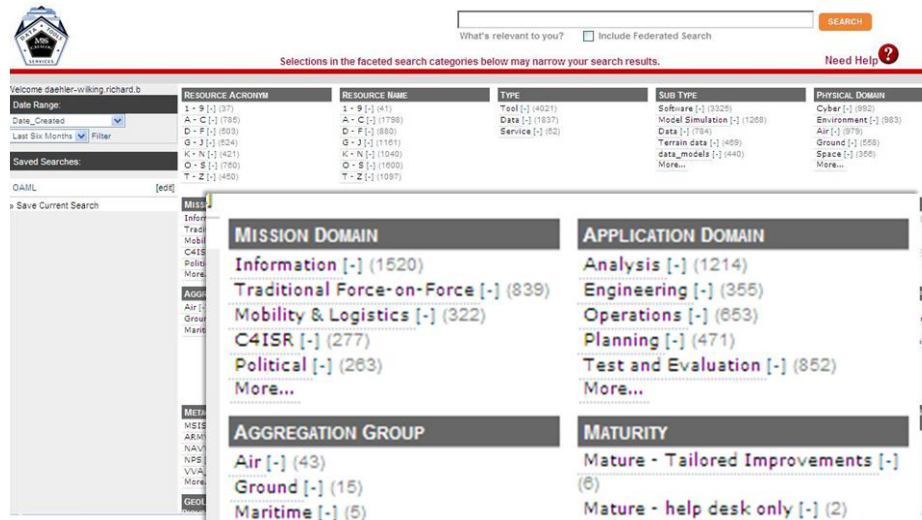 DATA
TOOLS
M&S
CATALOG
SERVICES
SEARCH
What's relevant to you? Include Federated Search
Selections in the faceted search categories below may narrow your search results.
Need Help?
Welcome daehler-wilking.richard.b
Date Range:
Date_Created
Last Six Months Filter
Saved Searches:
OAML [edit]
» Save Current Search
RESOURCE ACRONYM
1 - 9 [-] (37)
A - C [-] (785)
D - F [-] (503)
G - J [-] (524)
K - N [-] (421)
O - S [-] (760)
T - Z [-] (450)
RESOURCE NAME
1 - 9 [-] (41)
A - C [-] (1798)
D - F [-] (880)
G - J [-] (1161)
K - N [-] (1040)
O - S [-] (1600)
T - Z [-] (1097)
TYPE
Tool [-] (4021)
Data [-] (1837)
Service [-] (52)
SUB TYPE
Software [-] (3325)
Model Simulation [-] (1268)
Data [-] (784)
Terrain data [-] (469)
data_models [-] (440)
More...
PHYSICAL DOMAIN
Cyber [-] (992)
Environment [-] (983)
Air [-] (979)
Ground [-] (558)
Space [-] (356)
More...
MISSION DOMAIN
Information [-] (1520)
Traditional Force-on-Force [-] (839)
Mobility & Logistics [-] (322)
C4ISR [-] (277)
Political [-] (263)
More...
APPLICATION DOMAIN
Analysis [-] (1214)
Engineering [-] (355)
Operations [-] (653)
Planning [-] (471)
Test and Evaluation [-] (852)
More...
AGGREGATION GROUP
Air [-] (43)
Ground [-] (15)
Maritime [-] (5)
MATURITY
Mature - Tailored Improvements [-]
(6)
Mature - help desk only [-] (2)
MSIS
ARMY
NAV
NPS
VVA
More